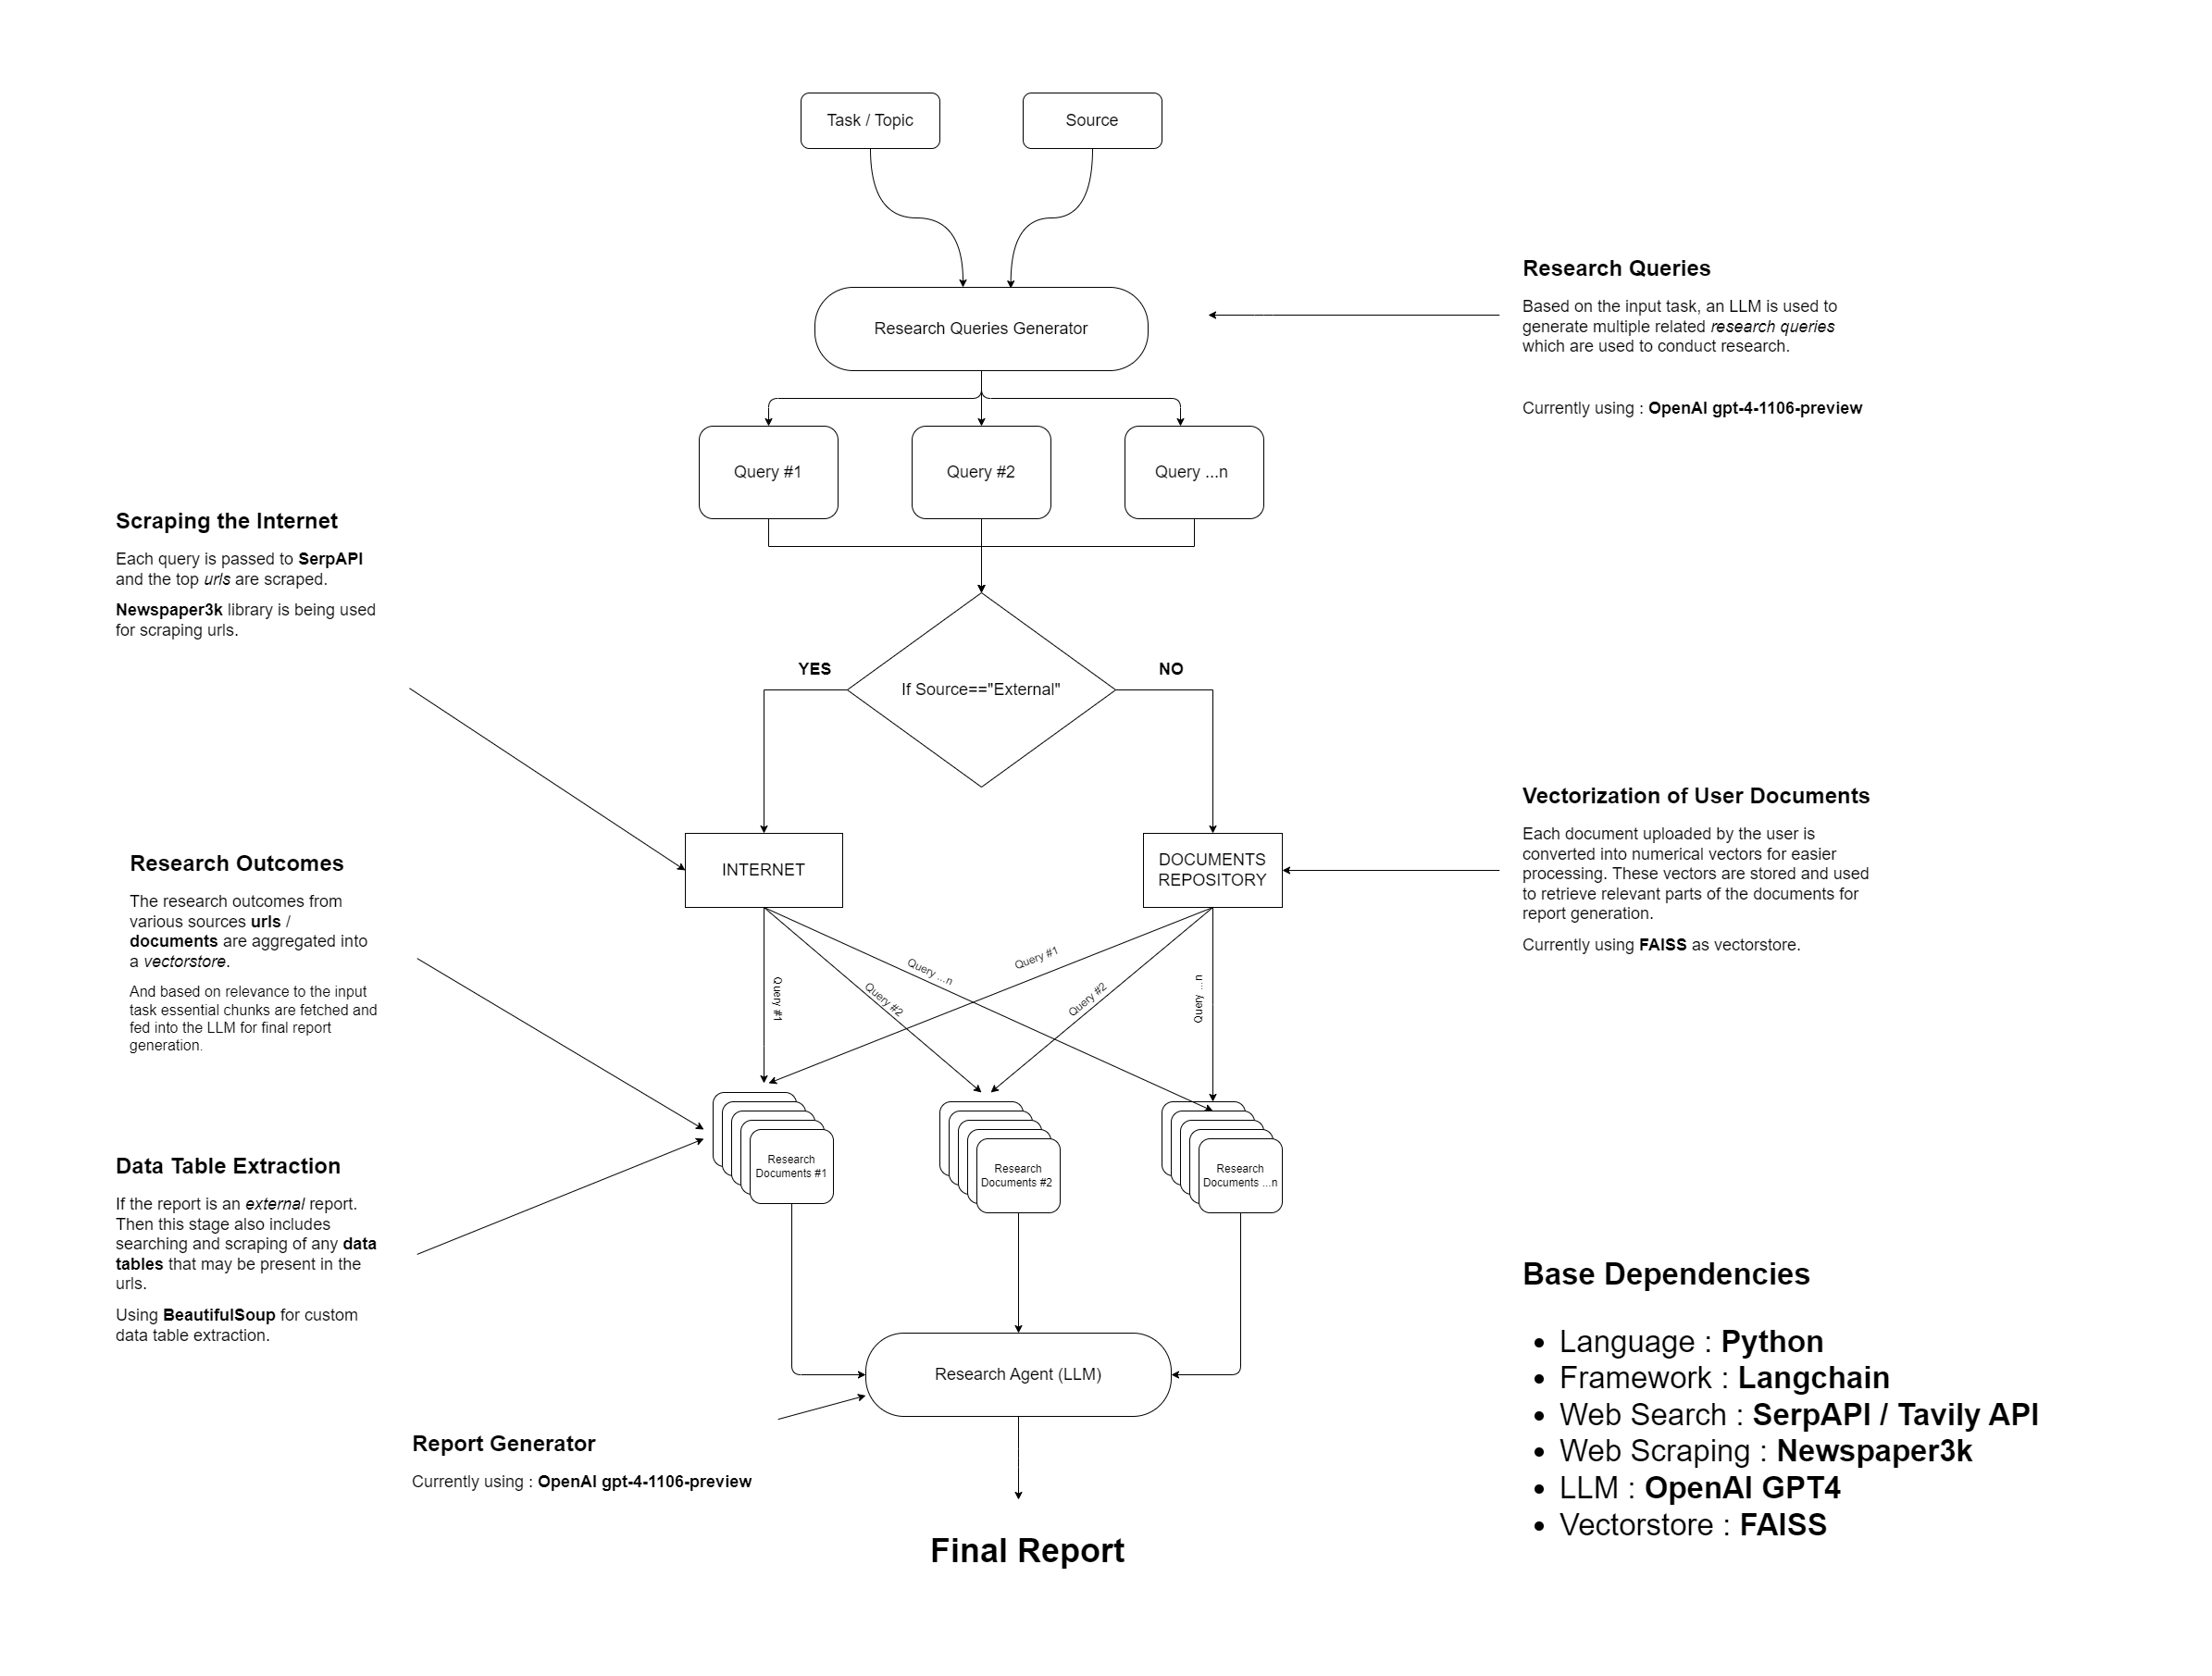 Task / Topic
Source
Research Queries
Based on the input task, an LLM is used to
generate multiple related research queries
which are used to conduct research.
Currently using : OpenAI gpt-4-1106-preview
Research Queries Generator
Query #1
Query #2
Query ...n
Scraping the Internet
Each query is passed to SerpAPI
and the top urls are scraped.
Newspaper3k library is being used
for scraping urls.
YES
NO
If Source=="External"
Vectorization of User Documents
Each document uploaded by the user is
converted into numerical vectors for easier
processing. These vectors are stored and used
to retrieve relevant parts of the documents for
report generation.
Currently using FAISS as vectorstore.
INTERNET
DOCUMENTS
REPOSITORY
Research Outcomes
The research outcomes from
various sources urls /
documents are aggregated into
a vectorstore.
And based on relevance to the input
task essential chunks are fetched and
fed into the LLM for final report
generation.
Query #1
Query #2
Query ...n
Query #1
Query #2
Query ...n
Research
Documents #1
Research
Documents #2
Research
Documents ...n
Data Table Extraction
If the report is an external report.
Then this stage also includes
searching and scraping of any data
tables that may be present in the
urls.
Using BeautifulSoup for custom
data table extraction.
Research Agent (LLM)
Report Generator
Currently using : OpenAI gpt-4-1106-preview
Final Report
Base Dependencies
• Language : Python
• Framework : Langchain
• Web Search : SerpAPI / Tavily API
• Web Scraping : Newspaper3k
• LLM : OpenAI GPT4
• Vectorstore : FAISS